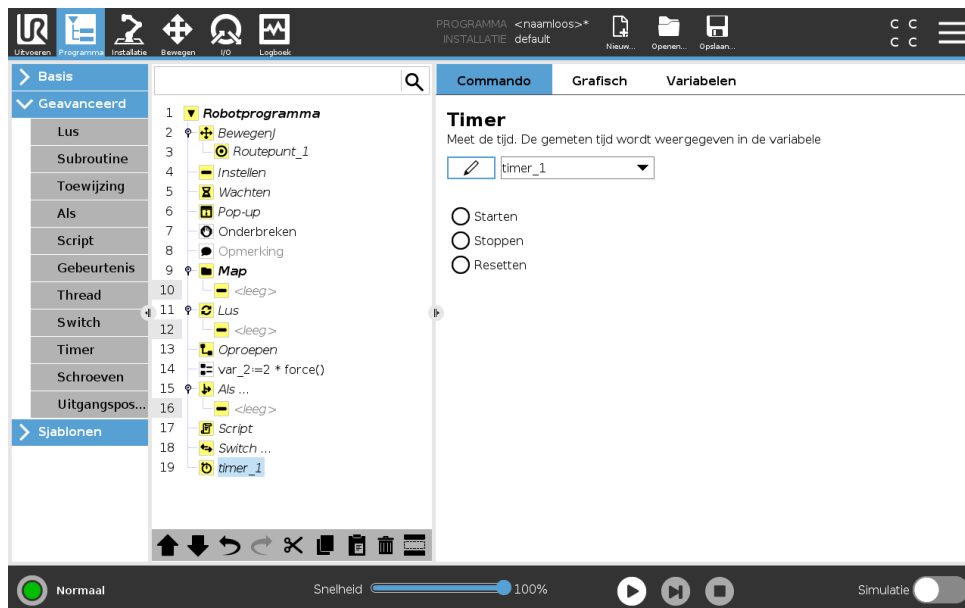 UR
PROGRAMMA <naamloos>*
INSTALLATIE default
Uitvoeren Programma Installatie Bewegen I/O Logboek Nieuw... Openen... Opslaan...
C C
C C
Basis
Geavanceerd
Lus
Subroutine
Toewijzing
Als
Script
Gebeurtenis
Thread
Switch
Timer
Schroeven
Uitgangspos...
Sjablonen
1 Robotprogramma
2 BewegenJ
3 Routepunt_1
4 Instellen
5 Wachten
6 Pop-up
7 Onderbreken
8 Opmerking
9 Map
10 <leeg>
11 Lus
12 <leeg>
13 Oproepen
14 var_2:=2 * force()
15 Als ...
16 <leeg>
17 Script
18 Switch ...
19 timer_1
Commando Grafisch Variabelen
Timer
Meet de tijd. De gemeten tijd wordt weergegeven in de variabele
timer_1
Starten
Stoppen
Resetten
Normaal
Snelheid 100%
Simulatie